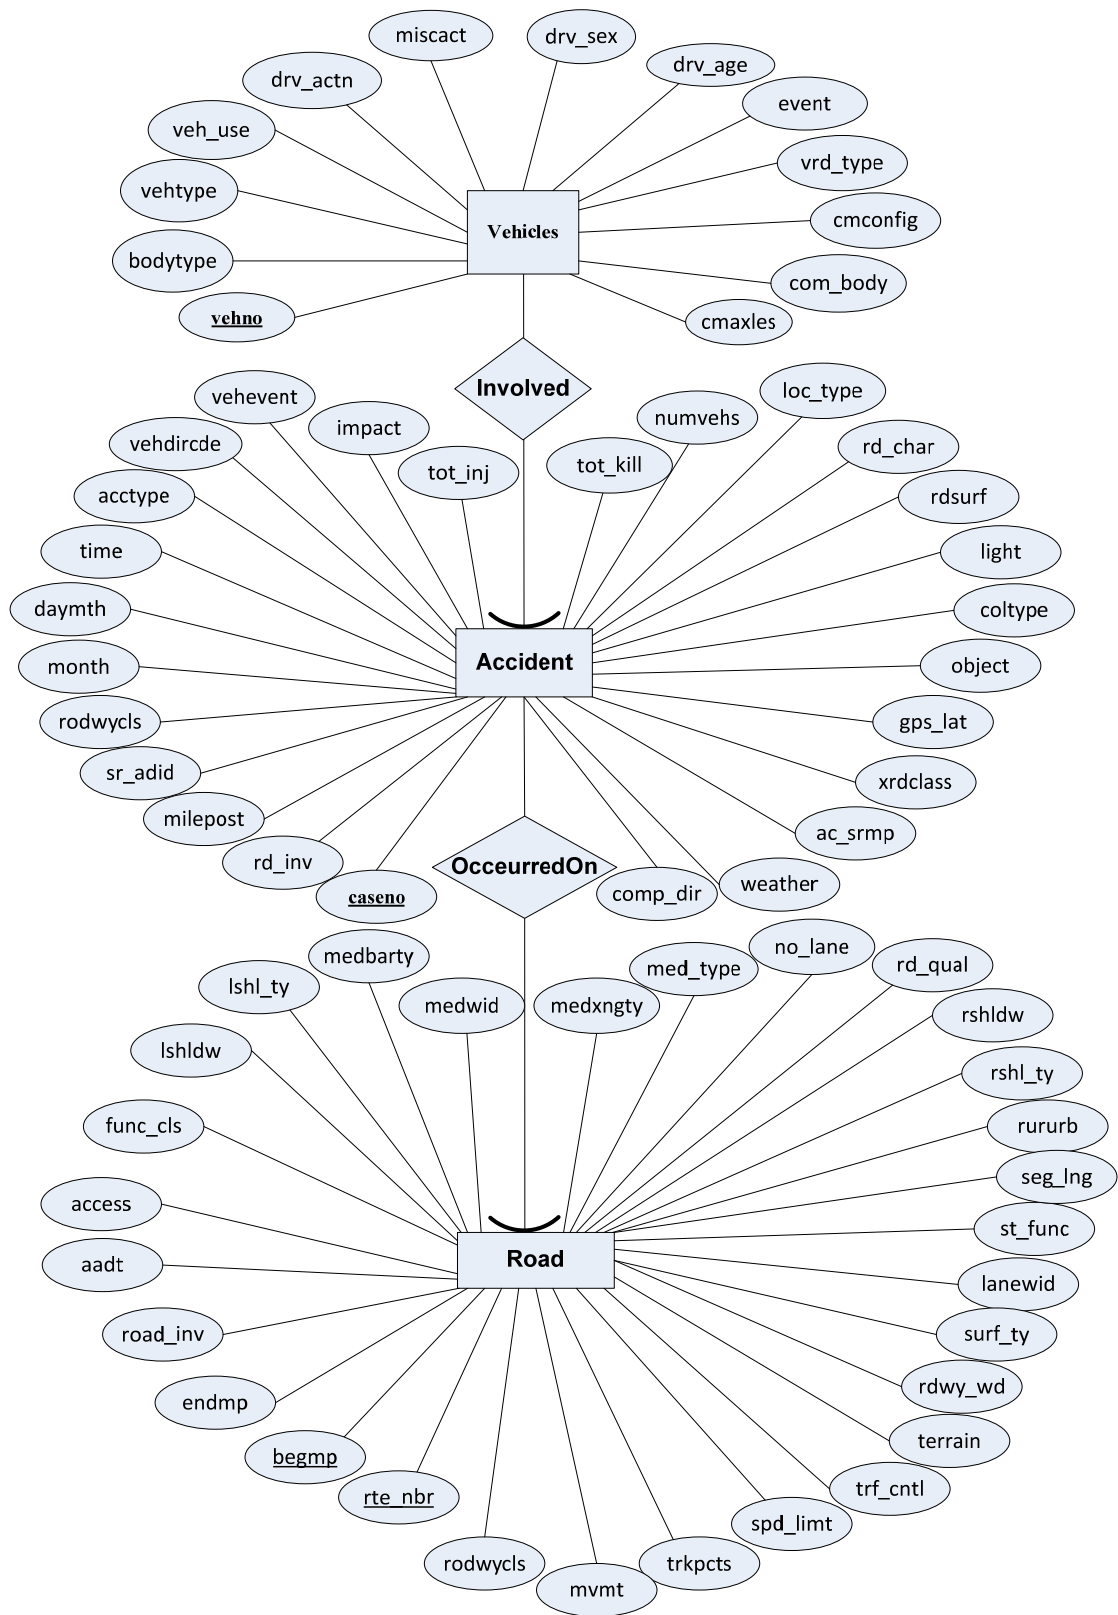 miscact
drv_sex
drv_actn
drv_age
event
veh_use
vrd_type
vehtype
cmconfig
Vehicles
bodytype
com_body
vehno
cmaxles
Involved
vehevent
loc_type
impact
numvehs
vehdircde
rd_char
tot_inj
tot_kill
acctype
rdsurf
time
light
daymth
coltype
Accident
month
object
rodwycls
gps_lat
sr_adid
xrdclass
milepost
ac_srmp
rd_inv
OcceurredOn
caseno
comp_dir
weather
medbarty
no_lane
lshl_ty
med_type
rd_qual
medwid
medxngty
rshldw
lshldw
rshl_ty
func_cls
rururb
access
seg_lng
st_func
aadt
Road
lanewid
road_inv
surf_ty
endmp
rdwy_wd
begmp
terrain
rte_nbr
trf_cntl
spd_limt
rodwycls
trkpcts
mvmt